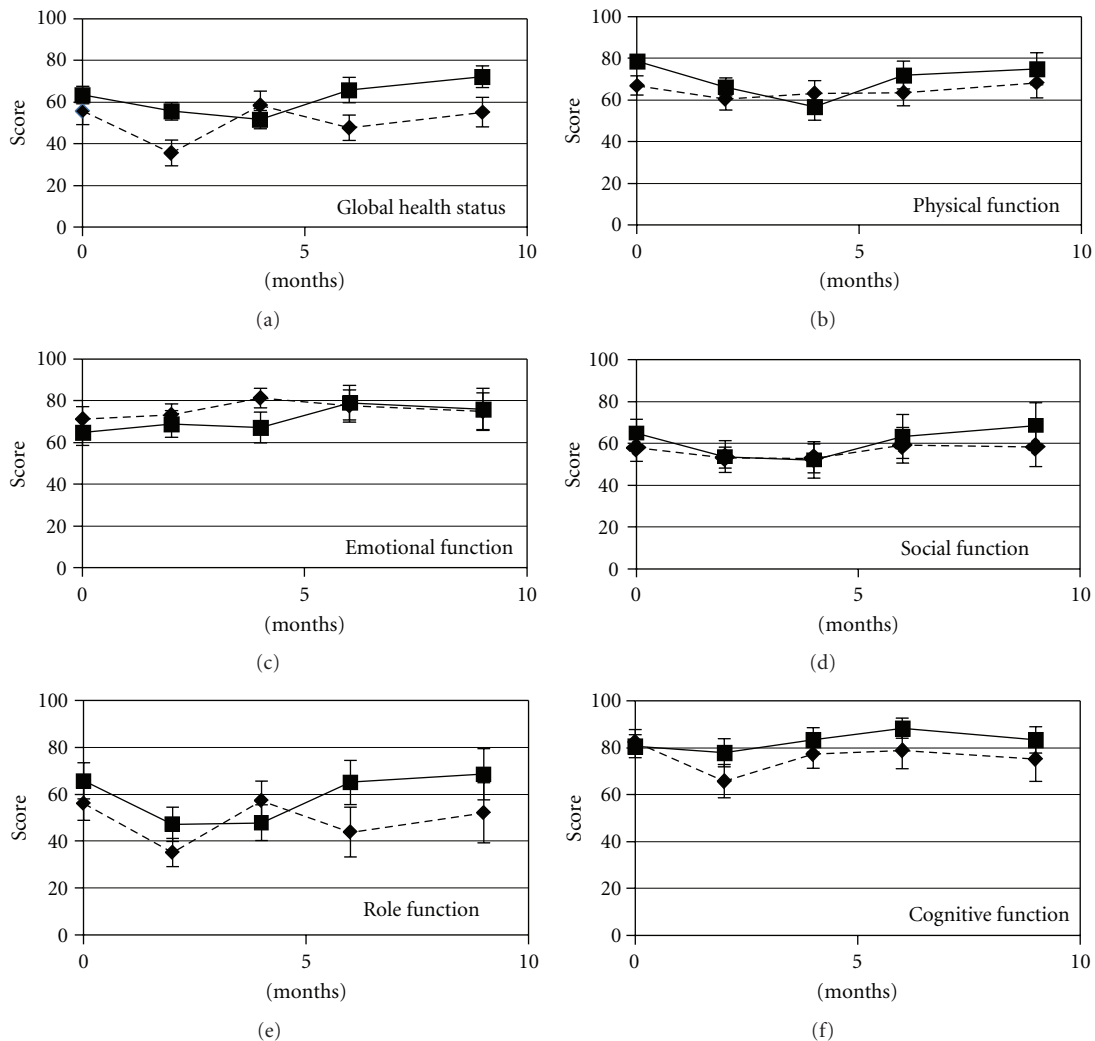 100
80
60
40
20
0
Score
Global health status
0
5
10
(months)
(a)
100
80
60
40
20
0
Score
Physical function
0
5
10
(months)
(b)
100
80
60
40
20
0
Score
Emotional function
0
5
10
(months)
(c)
100
80
60
40
20
0
Score
Social function
0
5
10
(months)
(d)
100
80
60
40
20
0
Score
Role function
0
5
10
(months)
(e)
100
80
60
40
20
0
Score
Cognitive function
0
5
10
(months)
(f)